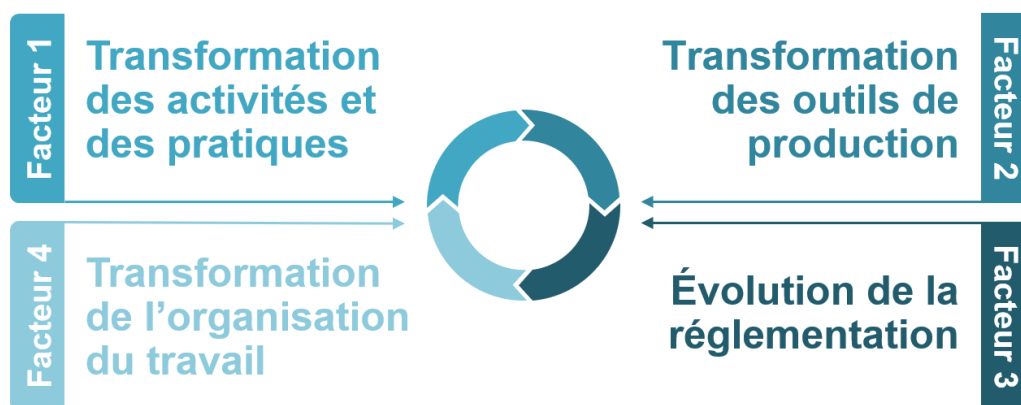 Facteur 1
Transformation
des activités et
des pratiques
Transformation
des outils de
production
Facteur 2
Facteur 4
Transformation
de l’organisation
du travail
Évolution de la
réglementation
Facteur 3